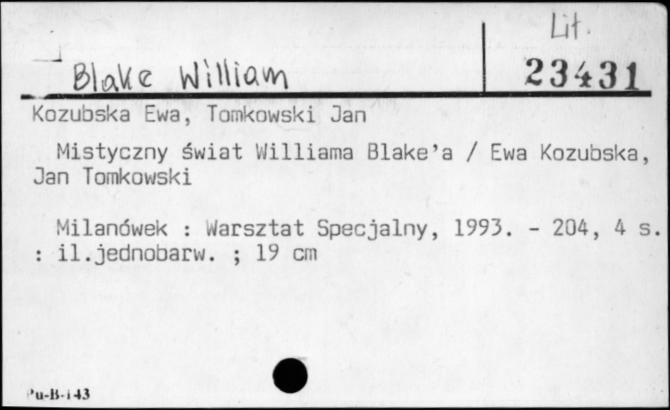 Lit.
Blake William 23431
Kozubska Ewa, Tomkowski Jan
Mistyczny świat Williama Blake'a / Ewa Kozubska,
Jan Tomkowski
Milanówek : Warsztat Specjalny, 1993. - 204, 4 s.
: il.jednobarw. ; 19 cm
Pu-B-143